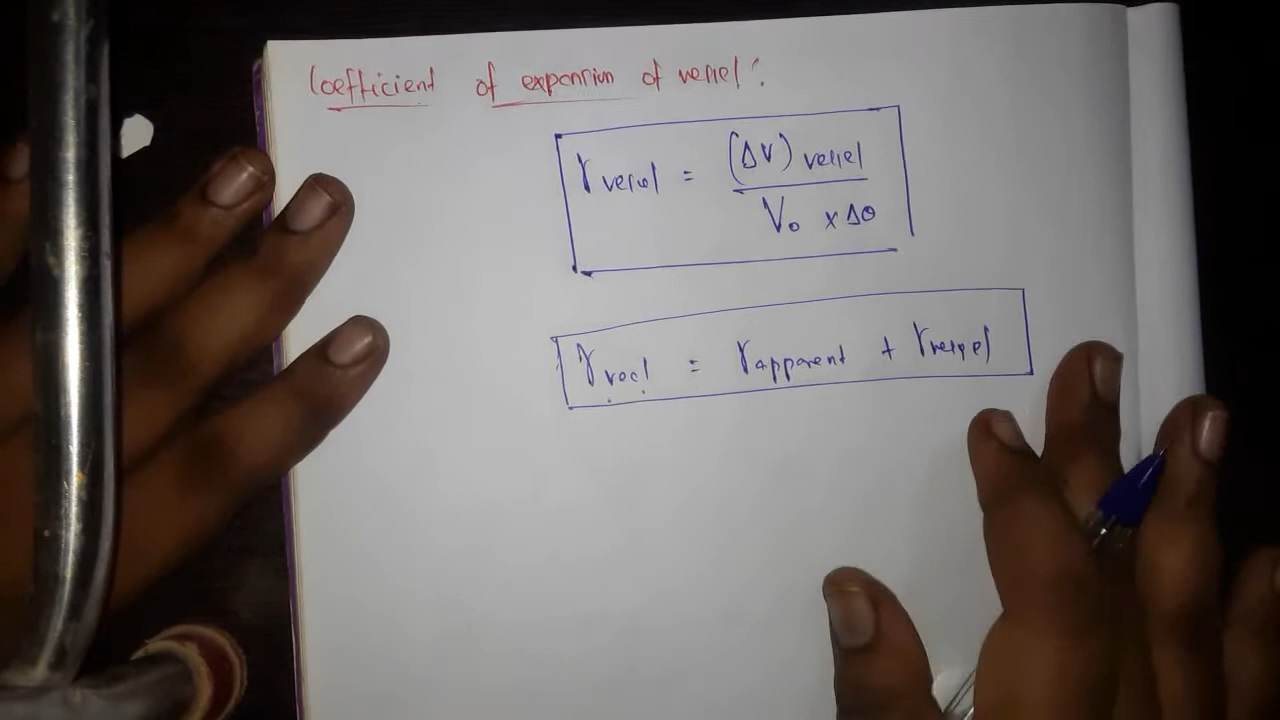 Coefficient of expansion of vessel :
γ vessel = (ΔV) vessel / V₀ × Δθ
γ real = γ apparent + γ vessel